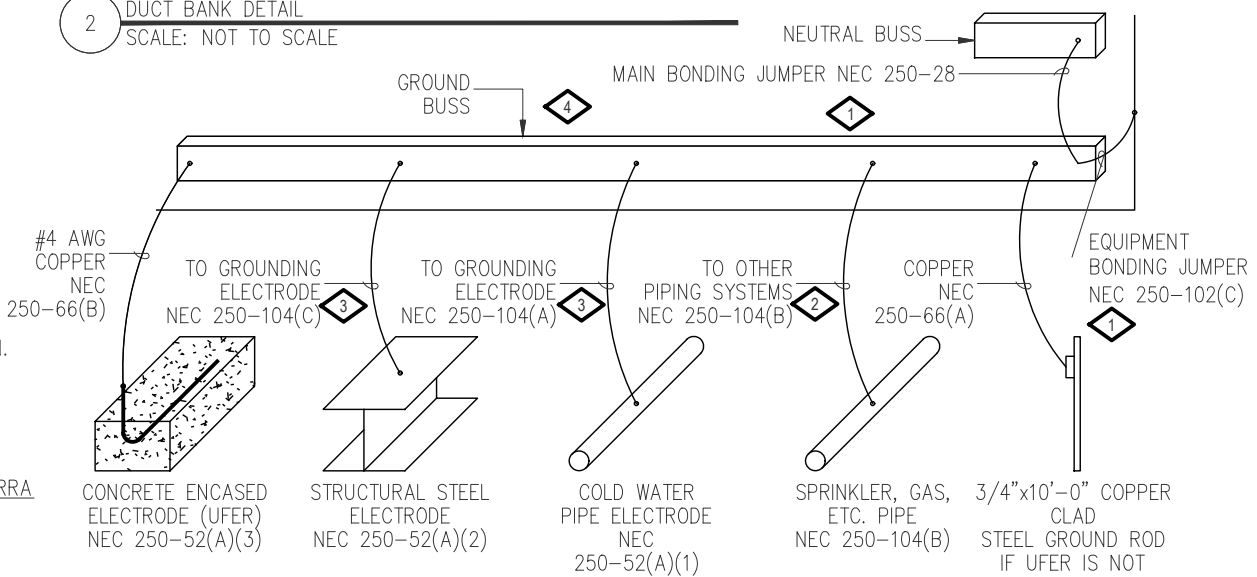 2
DUCT BANK DETAIL
SCALE: NOT TO SCALE
NEUTRAL BUSS
MAIN BONDING JUMPER NEC 250-28
GROUND
BUSS
4
1
#4 AWG
COPPER
NEC
250-66(B)
TO GROUNDING
ELECTRODE
NEC 250-104(C)
3
TO GROUNDING
ELECTRODE
NEC 250-104(A)
3
TO OTHER
PIPING SYSTEMS
NEC 250-104(B)
2
COPPER
NEC
250-66(A)
EQUIPMENT
BONDING JUMPER
NEC 250-102(C)
1
RRA
CONCRETE ENCASED
ELECTRODE (UFER)
NEC 250-52(A)(3)
STRUCTURAL STEEL
ELECTRODE
NEC 250-52(A)(2)
COLD WATER
PIPE ELECTRODE
NEC
250-52(A)(1)
SPRINKLER, GAS,
ETC. PIPE
NEC 250-104(B)
3/4"x10'-0" COPPER
CLAD
STEEL GROUND ROD
IF UFER IS NOT